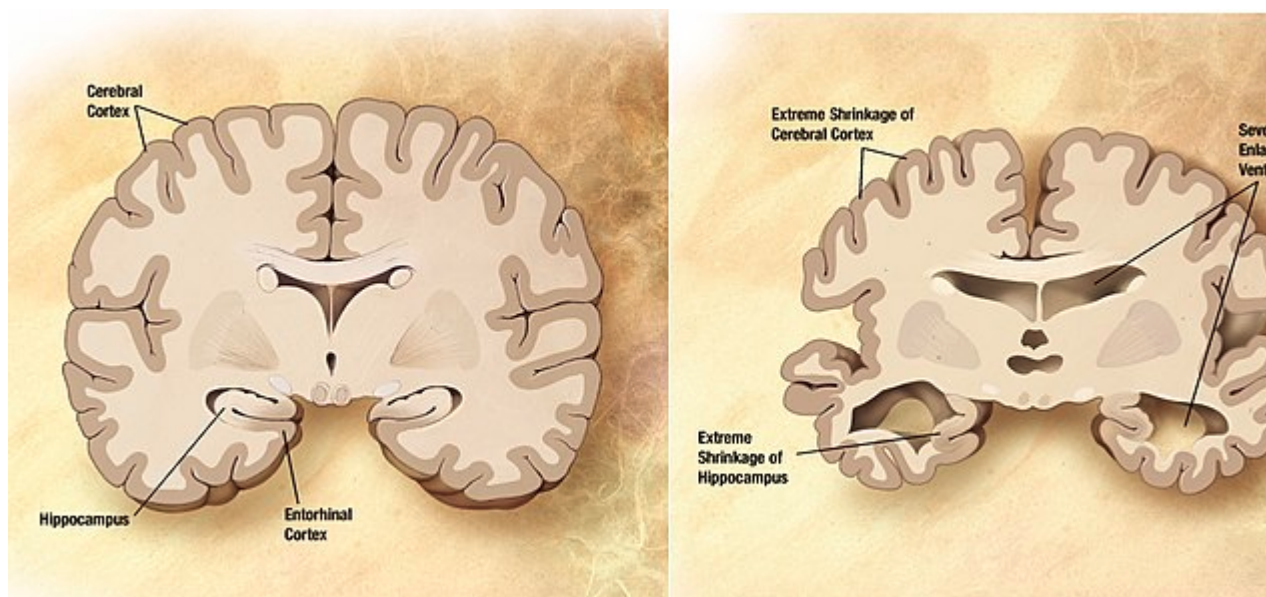 Cerebral
Cortex
Hippocampus
Entorhinal
Cortex
Extreme Shrinkage of
Cerebral Cortex
Extreme
Shrinkage of
Hippocampus